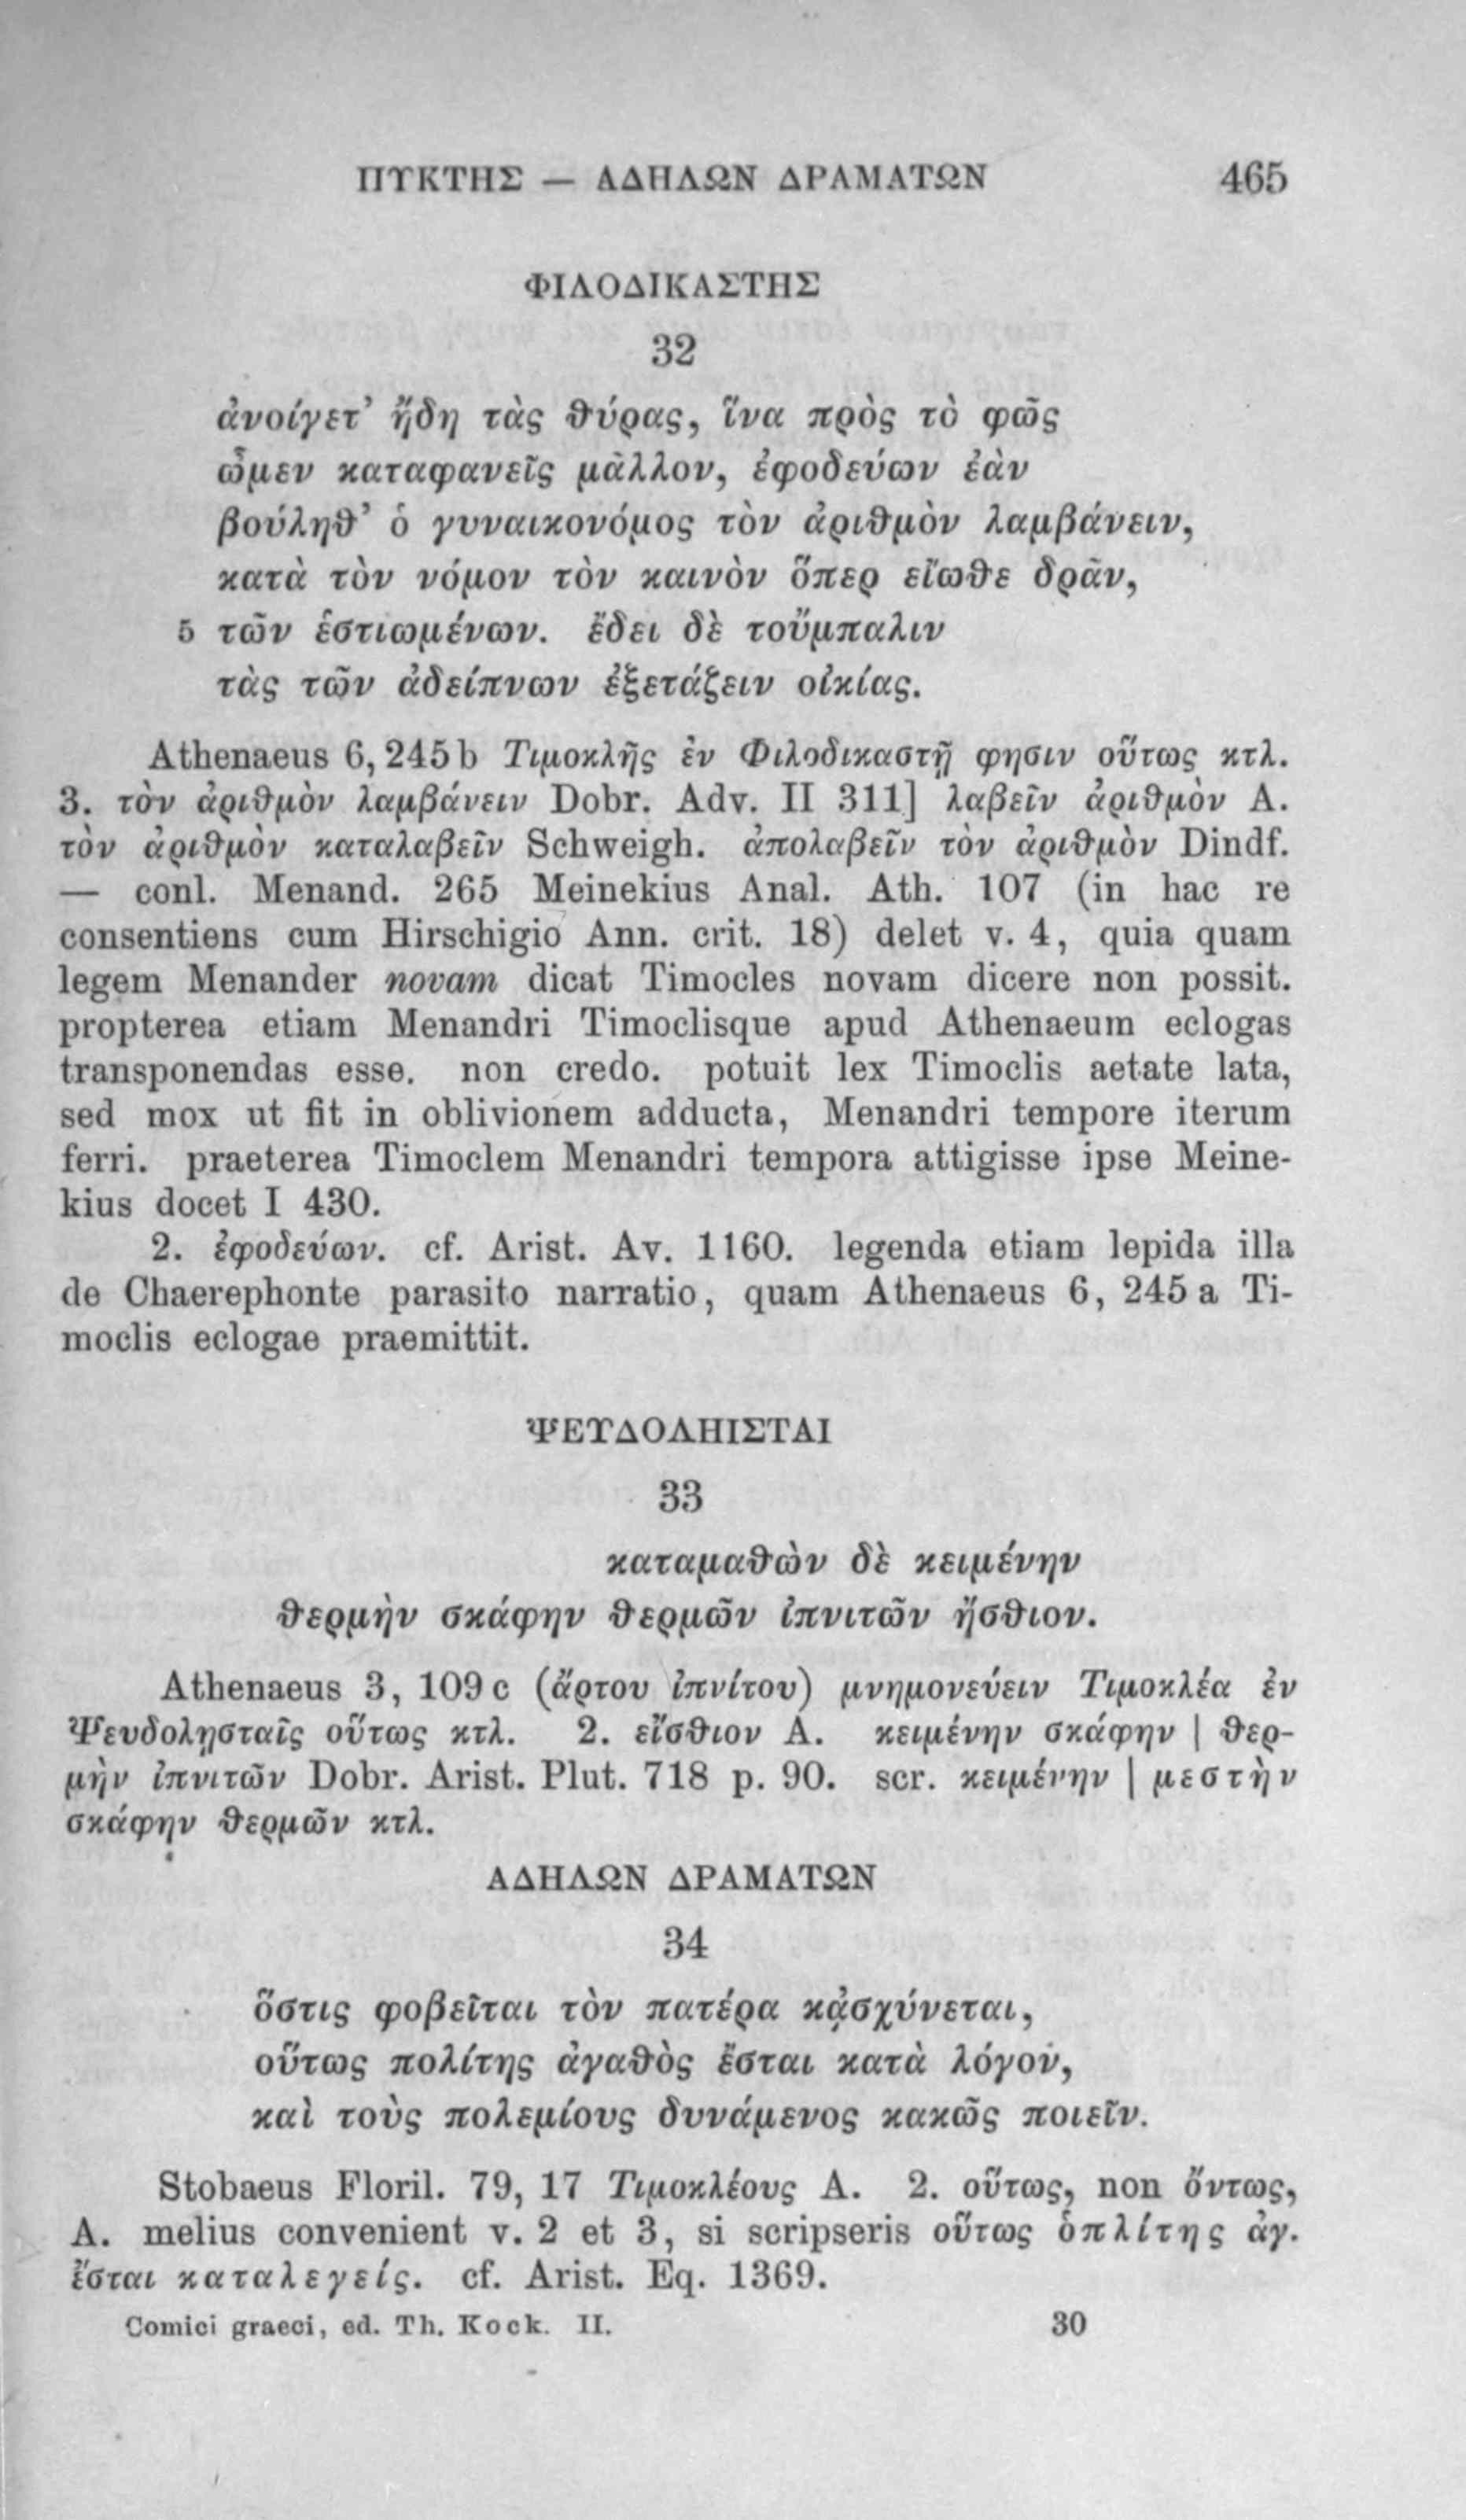 ΠΥΚΤΗΣ — ΑΔΗΛΩΝ ΔΡΑΜΑΤΩΝ 465
ΦΙΛΟΔΙΚΑΣΤΗΣ
32
ἀνοίγετ’ ἤδη τὰς θύρας, ἵνα πρὸς τὸ φῶς
ὦμεν καταφανεῖς μᾶλλον, ἐφοδεύων ἐὰν
βούληθ’ ὁ γυναικονόμος τὸν ἀριθμὸν λαμβάνειν,
κατὰ τὸν νόμον τὸν καινὸν ὅπερ εἴωθε δρᾶν,
5 τῶν ἑστιωμένων. ἔδει δὲ τοὔμπαλιν
τὰς τῶν ἀδείπνων ἐξετάζειν οἰκίας.
Athenaeus 6, 245 b Τιμοκλῆς ἐν Φιλοδικαστῇ φησιν οὕτως κτλ.
3. τὸν ἀριθμὸν λαμβάνειν Dobr. Adv. II 311] λαβεῖν ἀριθμὸν A.
τὸν ἀριθμὸν καταλαβεῖν Schweigh. ἀπολαβεῖν τὸν ἀριθμὸν Dindf.
— conl. Menand. 265 Meinekius Anal. Ath. 107 (in hac re
consentiens cum Hirschigio Ann. crit. 18) delet v. 4, quia quam
legem Menander novam dicat Timocles novam dicere non possit.
propterea etiam Menandri Timoclisque apud Athenaeum eclogas
transponendas esse. non credo. potuit lex Timoclis aetate lata,
sed mox ut fit in oblivionem adducta, Menandri tempore iterum
ferri. praeterea Timoclem Menandri tempora attigisse ipse Meine-
kius docet I 430.
2. ἐφοδεύων. cf. Arist. Av. 1160. legenda etiam lepida illa
de Chaerephonte parasito narratio, quam Athenaeus 6, 245 a Ti-
moclis eclogae praemittit.
ΨΕΥΔΟΛΗΙΣΤΑΙ
33
καταμαθὼν δὲ κειμένην
θερμὴν σκάφην θερμῶν ἰπνιτῶν ἤσθιον.
Athenaeus 3, 109 c (ἄρτου ἰπνίτου) μνημονεύειν Τιμοκλέα ἐν
Ψευδολῃσταῖς οὕτως κτλ. 2. εἴσθιον A. κειμένην σκάφην | θερ-
μὴν ἰπνιτῶν Dobr. Arist. Plut. 718 p. 90. scr. κειμένην | μεστὴν
σκάφην θερμῶν κτλ.
ΑΔΗΛΩΝ ΔΡΑΜΑΤΩΝ
34
ὅστις φοβεῖται τὸν πατέρα κᾀσχύνεται,
οὕτως πολίτης ἀγαθὸς ἔσται κατὰ λόγον,
καὶ τοὺς πολεμίους δυνάμενος κακῶς ποιεῖν.
Stobaeus Floril. 79, 17 Τιμοκλέους A. 2. οὕτως, non ὄντως,
A. melius convenient v. 2 et 3, si scripseris οὕτως ὁπλίτης ἀγ.
ἔσται καταλεγείς. cf. Arist. Eq. 1369.
Comici graeci, ed. Th. Kock. II. 30